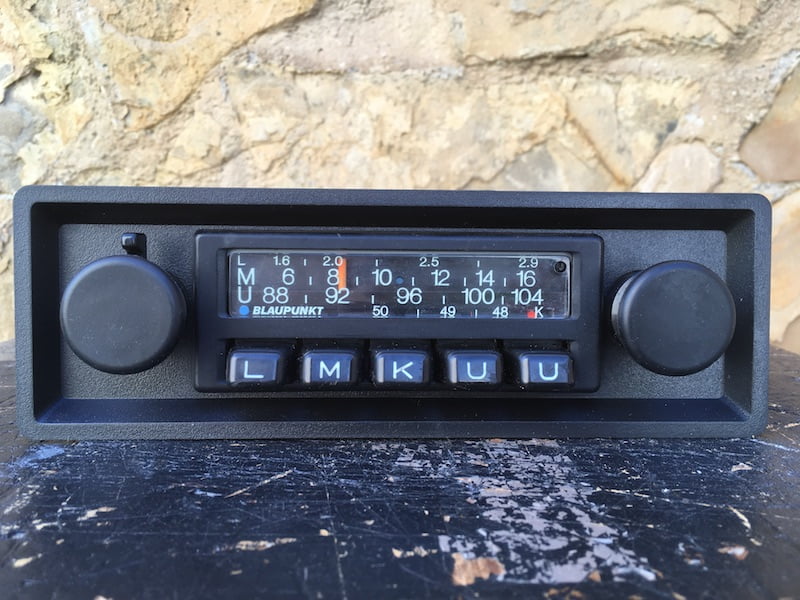 L 1.6 2.0 2.5 2.9
M 6 8 10 12 14 16
U 88 92 96 100 104
BLAUPUNKT 50 49 48 K
L M K U U